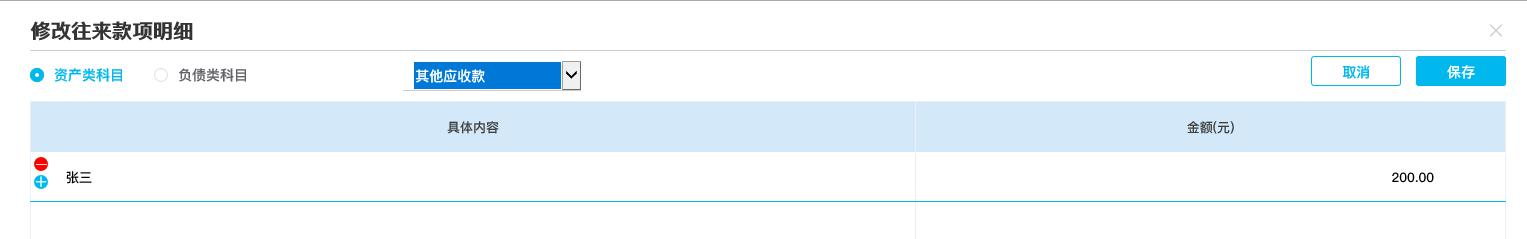 修改往来款项明细
资产类科目 负债类科目 其他应收款 取消 保存
具体内容 金额(元)
张三 200.00